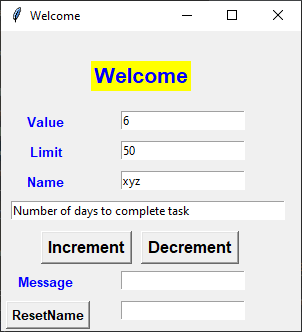 Welcome
Welcome
Value 6
Limit 50
Name xyz
Number of days to complete task
Increment Decrement
Message
ResetName